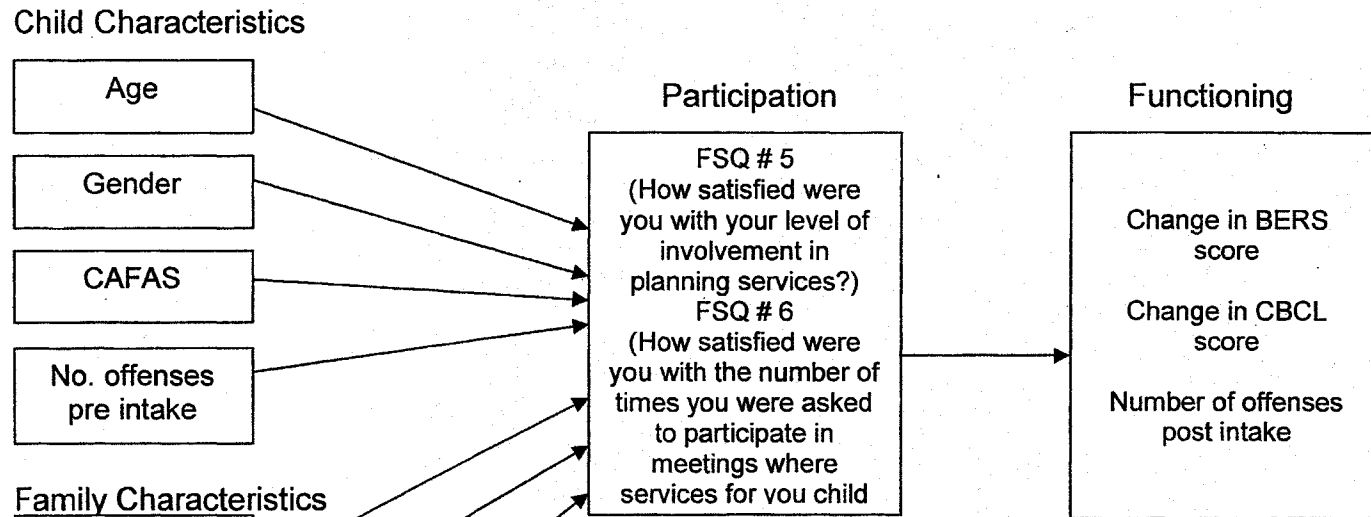 Child Characteristics
Age
Gender
CAFAS
No. offenses
pre intake
Family Characteristics
Participation
FSQ # 5
(How satisfied were
you with your level of
involvement in
planning services?)
FSQ # 6
(How satisfied were
you with the number of
times you were asked
to participate in
meetings where
services for you child
Functioning
Change in BERS
score
Change in CBCL
score
Number of offenses
post intake